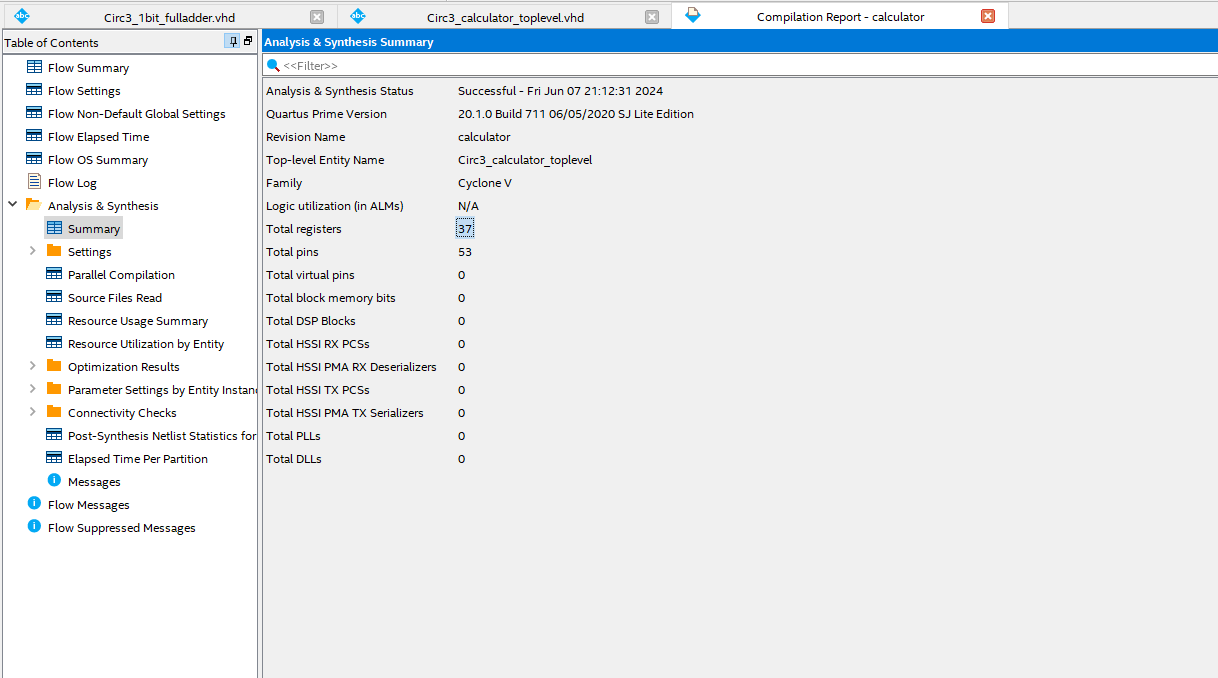 Circ3_1bit_fulladder.vhd
Circ3_calculator_toplevel.vhd
Compilation Report - calculator
Table of Contents
Flow Summary
Flow Settings
Flow Non-Default Global Settings
Flow Elapsed Time
Flow OS Summary
Flow Log
Analysis & Synthesis
Summary
Settings
Parallel Compilation
Source Files Read
Resource Usage Summary
Resource Utilization by Entity
Optimization Results
Parameter Settings by Entity Instanc
Connectivity Checks
Post-Synthesis Netlist Statistics for
Elapsed Time Per Partition
Messages
Flow Messages
Flow Suppressed Messages
Analysis & Synthesis Summary
<<Filter>>
Analysis & Synthesis Status Successful - Fri Jun 07 21:12:31 2024
Quartus Prime Version 20.1.0 Build 711 06/05/2020 SJ Lite Edition
Revision Name calculator
Top-level Entity Name Circ3_calculator_toplevel
Family Cyclone V
Logic utilization (in ALMs) N/A
Total registers 37
Total pins 53
Total virtual pins 0
Total block memory bits 0
Total DSP Blocks 0
Total HSSI RX PCSs 0
Total HSSI PMA RX Deserializers 0
Total HSSI TX PCSs 0
Total HSSI PMA TX Serializers 0
Total PLLs 0
Total DLLs 0